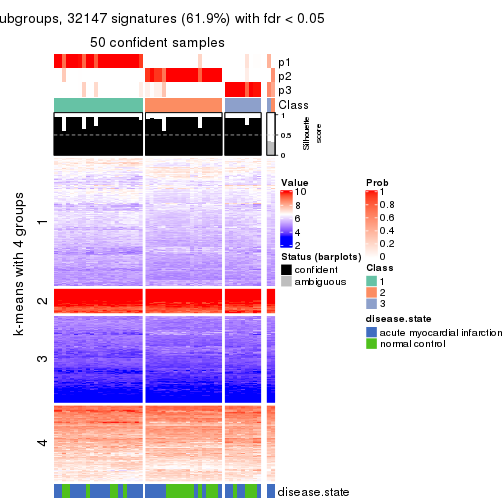 ubgroups, 32147 signatures (61.9%) with fdr < 0.05
50 confident samples
p1
p2
p3
Class
1
0.5
0
Silhouette
score
k-means with 4 groups
1
2
3
4
disease.state
Value
10
8
6
4
2
Status (barplots)
confident
ambiguous
Prob
1
0.8
0.6
0.4
0.2
0
Class
1
2
3
disease.state
acute myocardial infarction
normal control